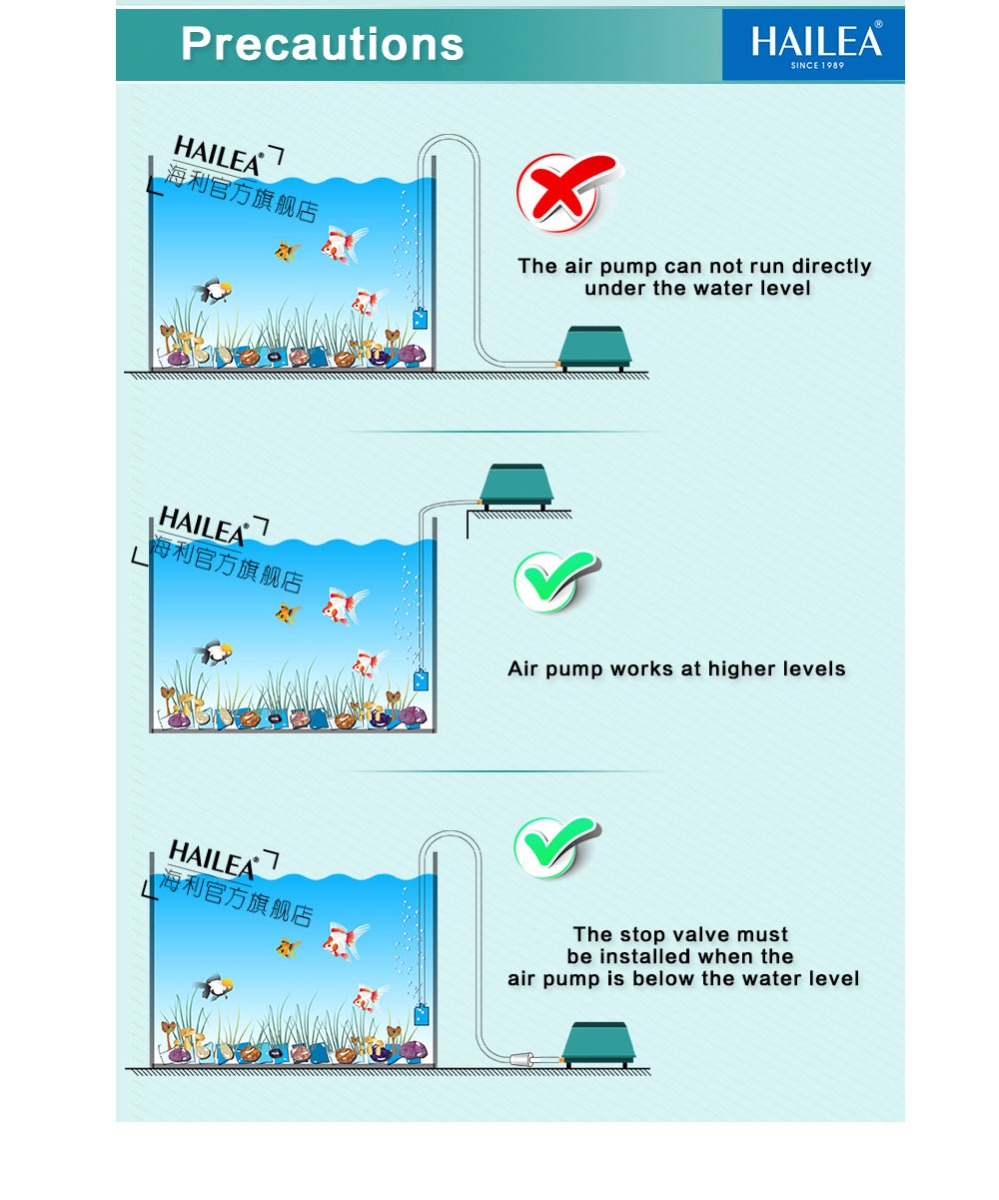 Precautions
HAILEA®
SINCE 1989
HAILEA®
海利官方旗舰店
The air pump can not run directly
under the water level
HAILEA®
海利官方旗舰店
Air pump works at higher levels
HAILEA®
海利官方旗舰店
The stop valve must
be installed when the
air pump is below the water level